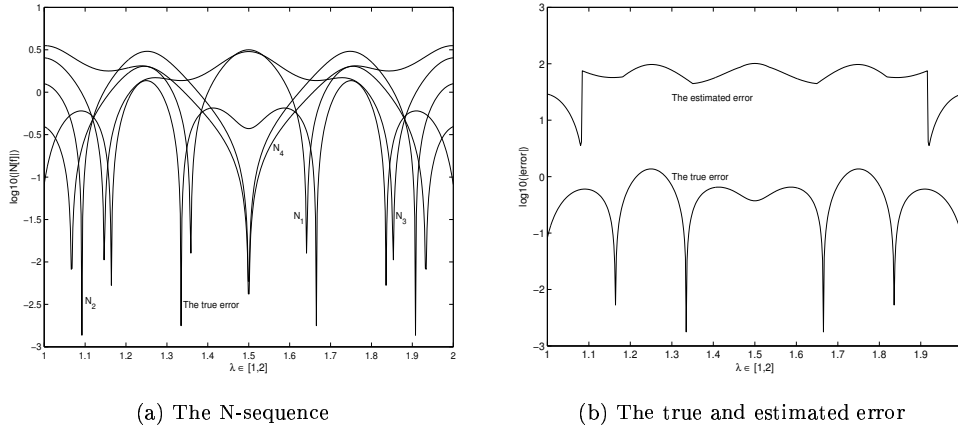 1
0.5
0
−0.5
−1
−1.5
−2
−2.5
−3
log10(|N[f]|)
N4
N1
N3
N2
The true error
1
1.1
1.2
1.3
1.4
1.5
1.6
1.7
1.8
1.9
2
λ ∈ [1,2]
(a) The N-sequence
3
2
1
0
−1
−2
−3
log10(|error|)
The estimated error
The true error
1
1.1
1.2
1.3
1.4
1.5
1.6
1.7
1.8
1.9
2
λ ∈ [1,2]
(b) The true and estimated error